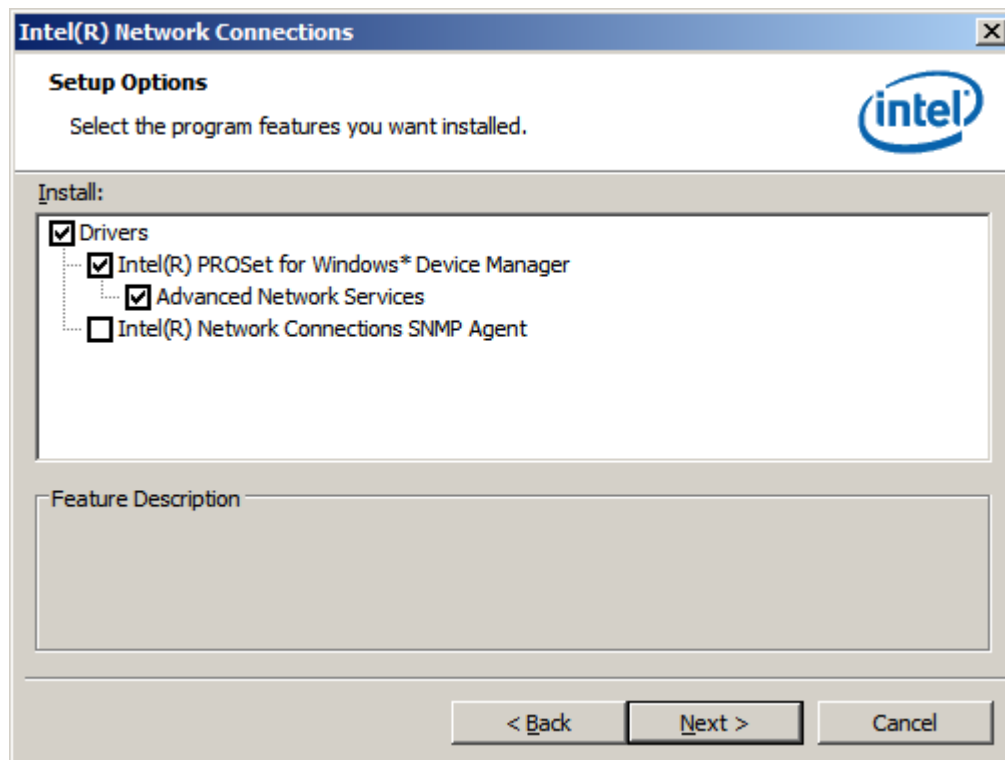 Intel(R) Network Connections
Setup Options
Select the program features you want installed.
intel
Install:
Drivers
Intel(R) PROSet for Windows* Device Manager
Advanced Network Services
Intel(R) Network Connections SNMP Agent
Feature Description
< Back
Next >
Cancel